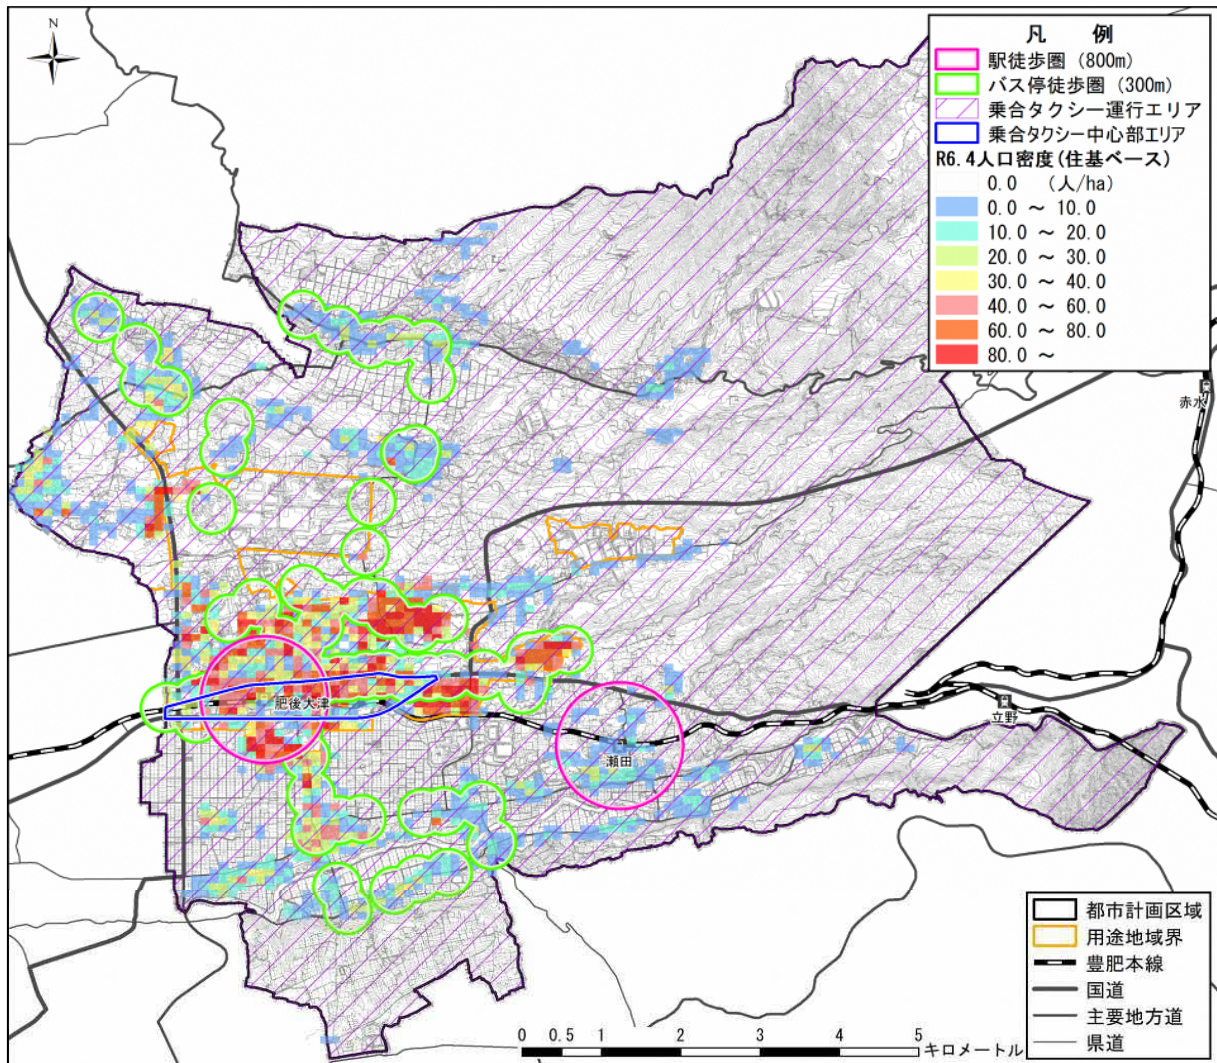 N
凡 例
駅徒歩圏 (800m)
バス停徒歩圏 (300m)
乗合タクシー運行エリア
乗合タクシー中心部エリア
R6.4人口密度(住基ベース)
0.0 (人/ha)
0.0 ~ 10.0
10.0 ~ 20.0
20.0 ~ 30.0
30.0 ~ 40.0
40.0 ~ 60.0
60.0 ~ 80.0
80.0 ~
赤水
肥後大津
立野
瀬田
都市計画区域
用途地域界
豊肥本線
国道
主要地方道
県道
0 0.5 1 2 3 4 5
キロメートル